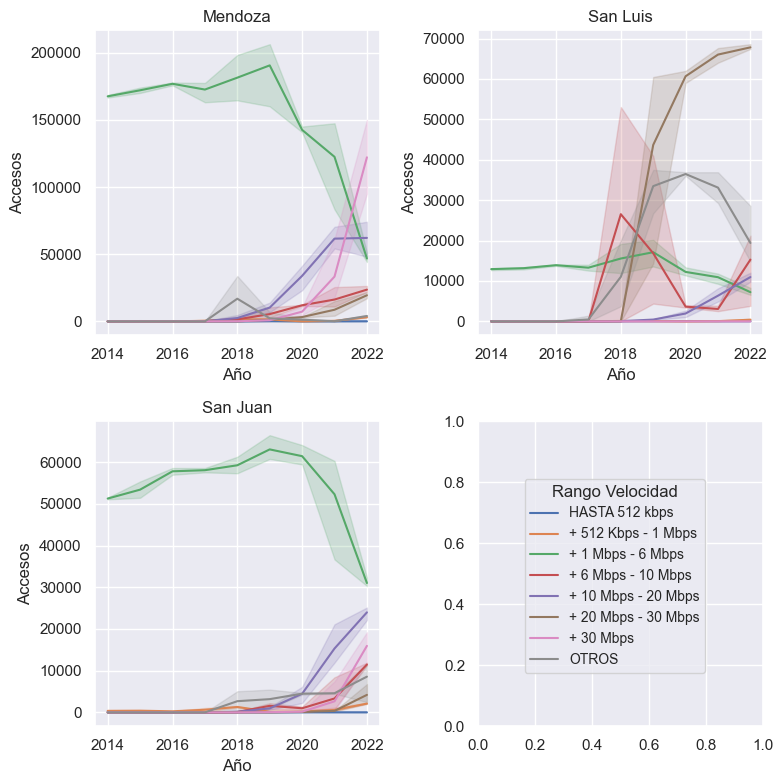 Mendoza
200000
150000
100000
50000
0
Accesos
2014 2016 2018 2020 2022
Año
San Luis
70000
60000
50000
40000
30000
20000
10000
0
Accesos
2014 2016 2018 2020 2022
Año
San Juan
60000
50000
40000
30000
20000
10000
0
Accesos
2014 2016 2018 2020 2022
Año
1.0
0.8
0.6
0.4
0.2
0.0
Rango Velocidad
HASTA 512 kbps
+ 512 Kbps - 1 Mbps
+ 1 Mbps - 6 Mbps
+ 6 Mbps - 10 Mbps
+ 10 Mbps - 20 Mbps
+ 20 Mbps - 30 Mbps
+ 30 Mbps
OTROS
0.0 0.2 0.4 0.6 0.8 1.0